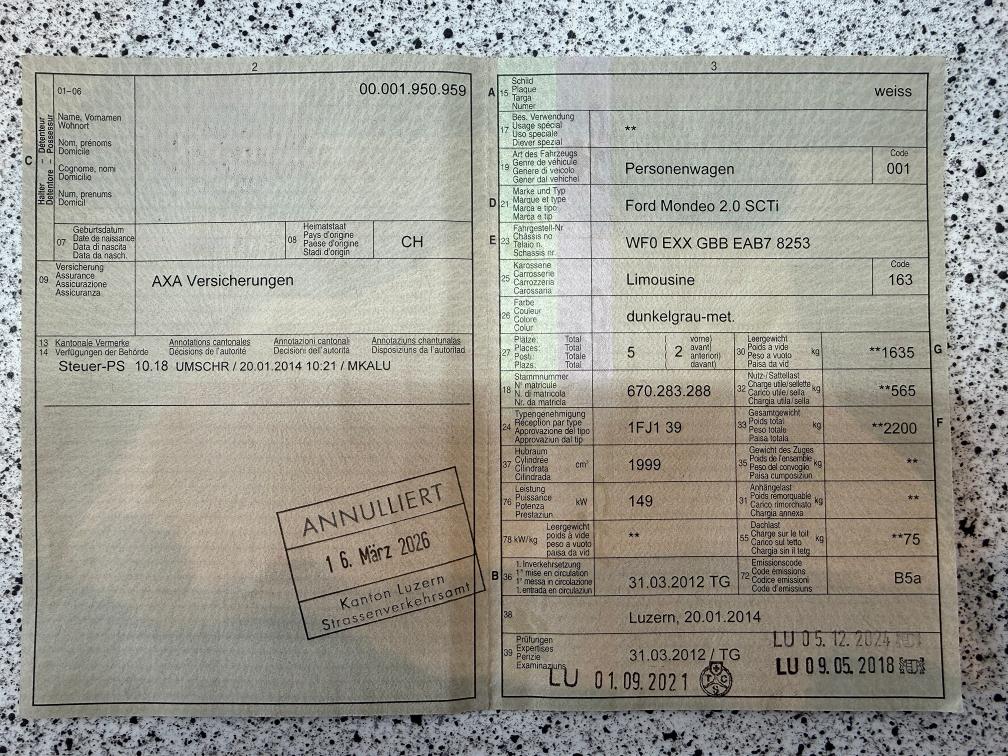 2
01-06
00.001.950.959
C
Halter - Détenteur
Detentore - Possessur
Name, Vornamen
Wohnort
Nom, prénoms
Domicile
Cognome, nomi
Domicilio
Num, prenums
Domicil
07
Geburtsdatum
Date de naissance
Data di nascita
Data da nasch.
08
Heimatstaat
Pays d'origine
Paese d'origine
Stadi d'origin
CH
09
Versicherung
Assurance
Assicurazione
Assicuranza
AXA Versicherungen
13 Kantonale Vermerke Annotations cantonales Annotazioni cantonali Annotaziuns chantunalas
14 Verfügungen der Behörde Décisions de l'autorité Decisioni dell'autorità Disposiziuns da l'autoritad
Steuer-PS 10.18 UMSCHR / 20.01.2014 10:21 / MKALU
ANNULLIERT
16. März 2026
Kanton Luzern
Strassenverkehrsamt
3
A
15
Schild
Plaque
Targa
Numer
weiss
17
Bes. Verwendung
Usage spécial
Uso speciale
Diever spezial
**
19
Art des Fahrzeugs
Genre de véhicule
Genere di veicolo
Gener dal vehichel
Personenwagen
Code
001
D
21
Marke und Typ
Marque et type
Marca e tipo
Marca e tip
Ford Mondeo 2.0 SCTi
E
23
Fahrgestell-Nr
Châssis no
Telaio n.
Schassis nr.
WF0 EXX GBB EAB7 8253
25
Karosserie
Carrosserie
Carrozzeria
Carossaria
Limousine
Code
163
26
Farbe
Couleur
Colore
Colur
dunkelgrau-met.
27
Plätze: Total
Places: Total
Posti: Total
Plazs: Total
5
( 2
vorne)
avant)
anteriori)
davant)
30
Leergewicht
Poids à vide
Peso a vuoto
Paisa da vid
kg
**1635
G
18
Stammnummer
N° matricule
N. di matricola
Nr. da matricla
670.283.288
32
Nutz-/Sattellast
Charge utile/sellette
Carico utile/sella
Chargia utila/sella
kg
**565
24
Typengenehmigung
Réception par type
Approvazione del tipo
Approvaziun dal tip
1FJ1 39
33
Gesamtgewicht
Poids total
Peso totale
Paisa totala
kg
**2200
F
37
Hubraum
Cylindrée
Cilindrata
Cilindrada
cm³
1999
35
Gewicht des Zuges
Poids de l'ensemble
Peso del convoglio
Paisa cumposiziun
kg
**
76
Leistung
Puissance
Potenza
Prestaziun
kW
149
31
Anhängelast
Poids remorquable
Carico rimorchiato
Chargia annexa
kg
**
78 kW/kg
Leergewicht
poids à vide
peso a vuoto
paisa da vid
**
55
Dachlast
Charge sur le toit
Carico sul tetto
Chargia sin il tetg
kg
**75
B
36
1. Inverkehrsetzung
1re mise en circulation
1a messa in circolazione
1. entrada en circulaziun
31.03.2012 TG
72
Emissionscode
Code émissions
Codice emissioni
Code d'emissiuns
B5a
38
Luzern, 20.01.2014
39
Prüfungen
Expertises
Perizie
Examinaziuns
31.03.2012 / TG
LU 05.12.2024
LU 09.05.2018
LU 01.09.2021
TCS